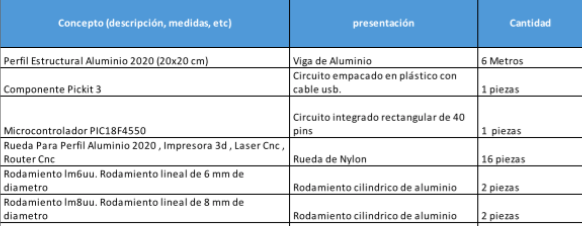 Concepto (descripción, medidas, etc) presentación Cantidad
Perfil Estructural Aluminio 2020 (20x20 cm) Viga de Aluminio 6 Metros
Circuito empacado en plástico con
Componente Pickit 3 cable usb. 1 piezas
Circuito integrado rectangular de 40
Microcontrolador PIC18F4550 pins 1 piezas
Rueda Para Perfil Aluminio 2020 , Impresora 3d , Laser Cnc ,
Router Cnc Rueda de Nylon 16 piezas
Rodamiento lm6uu. Rodamiento lineal de 6 mm de
diametro Rodamiento cilindrico de aluminio 2 piezas
Rodamiento lm8uu. Rodamiento lineal de 8 mm de
diametro Rodamiento cilindrico de aluminio 2 piezas